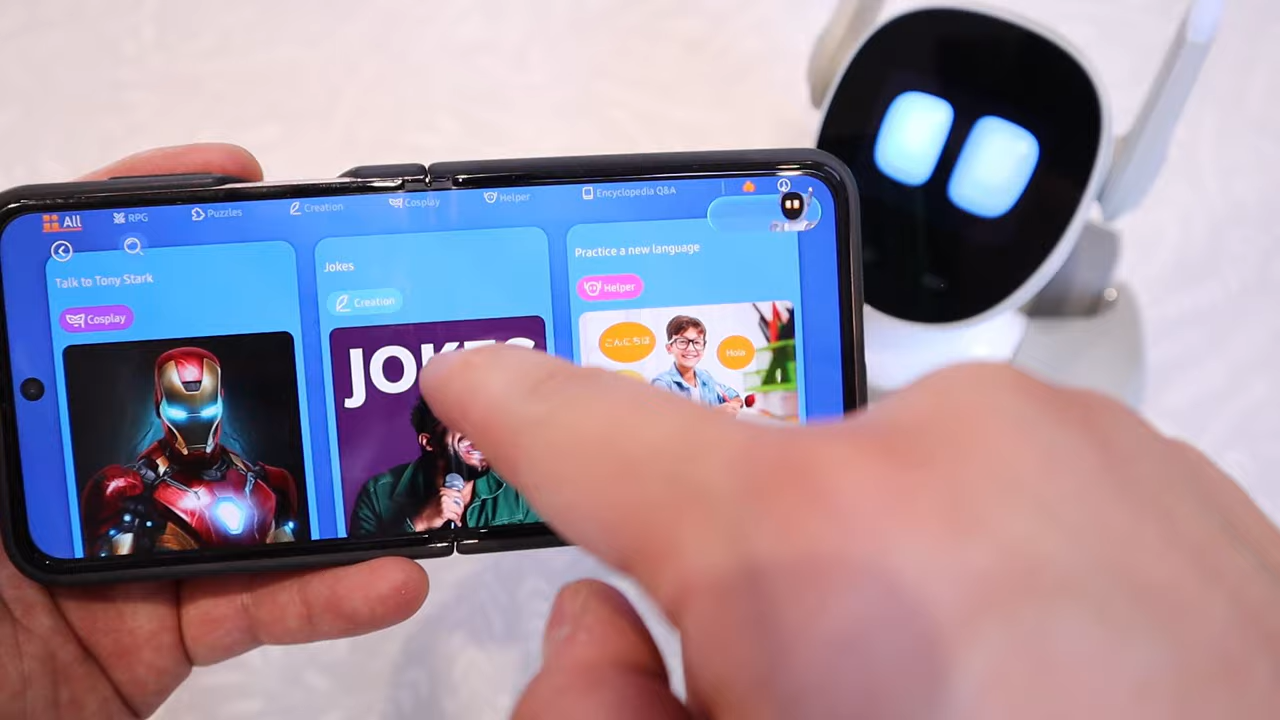 All
RPG
Puzzles
Creation
Cosplay
Helper
Encyclopedia Q&A
Talk to Tony Stark
Cosplay
Jokes
Creation
JOKES
Practice a new language
Helper
こんにちは
Hola